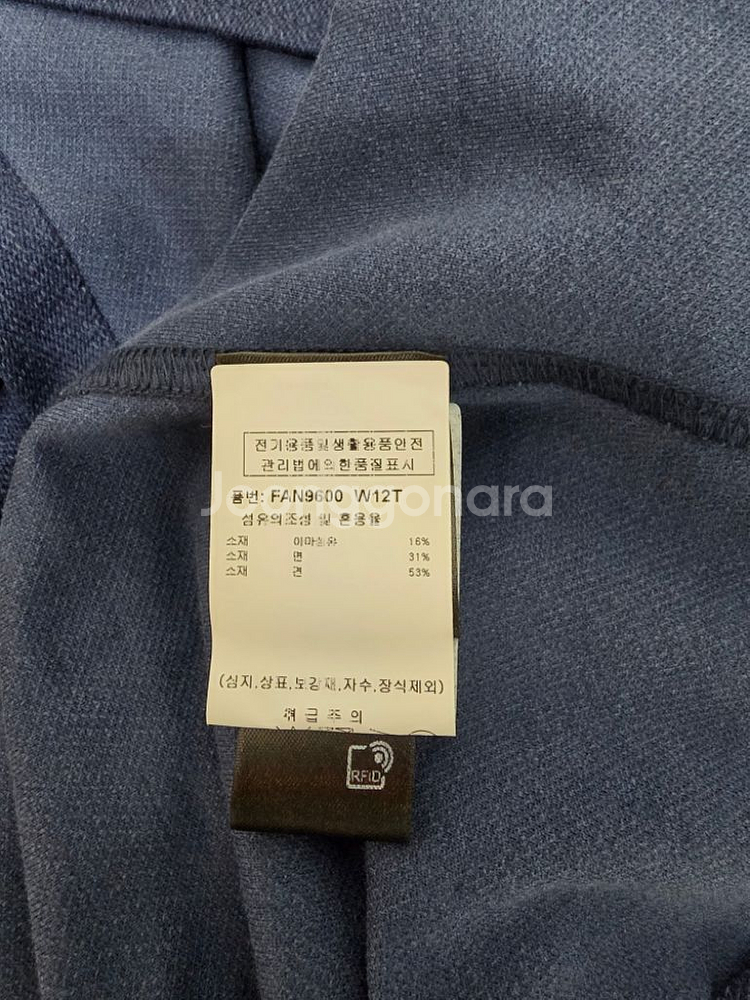 전기용품및생활용품안전
관리법에의한품질표시
품번: FAN9600 W12T
섬유의조성 및 혼용율
소재 이마섬유 16%
소재 면 31%
소재 견 53%
(심지,상표,보강재,자수,장식제외)
취급주의
RFID
Joonggonara